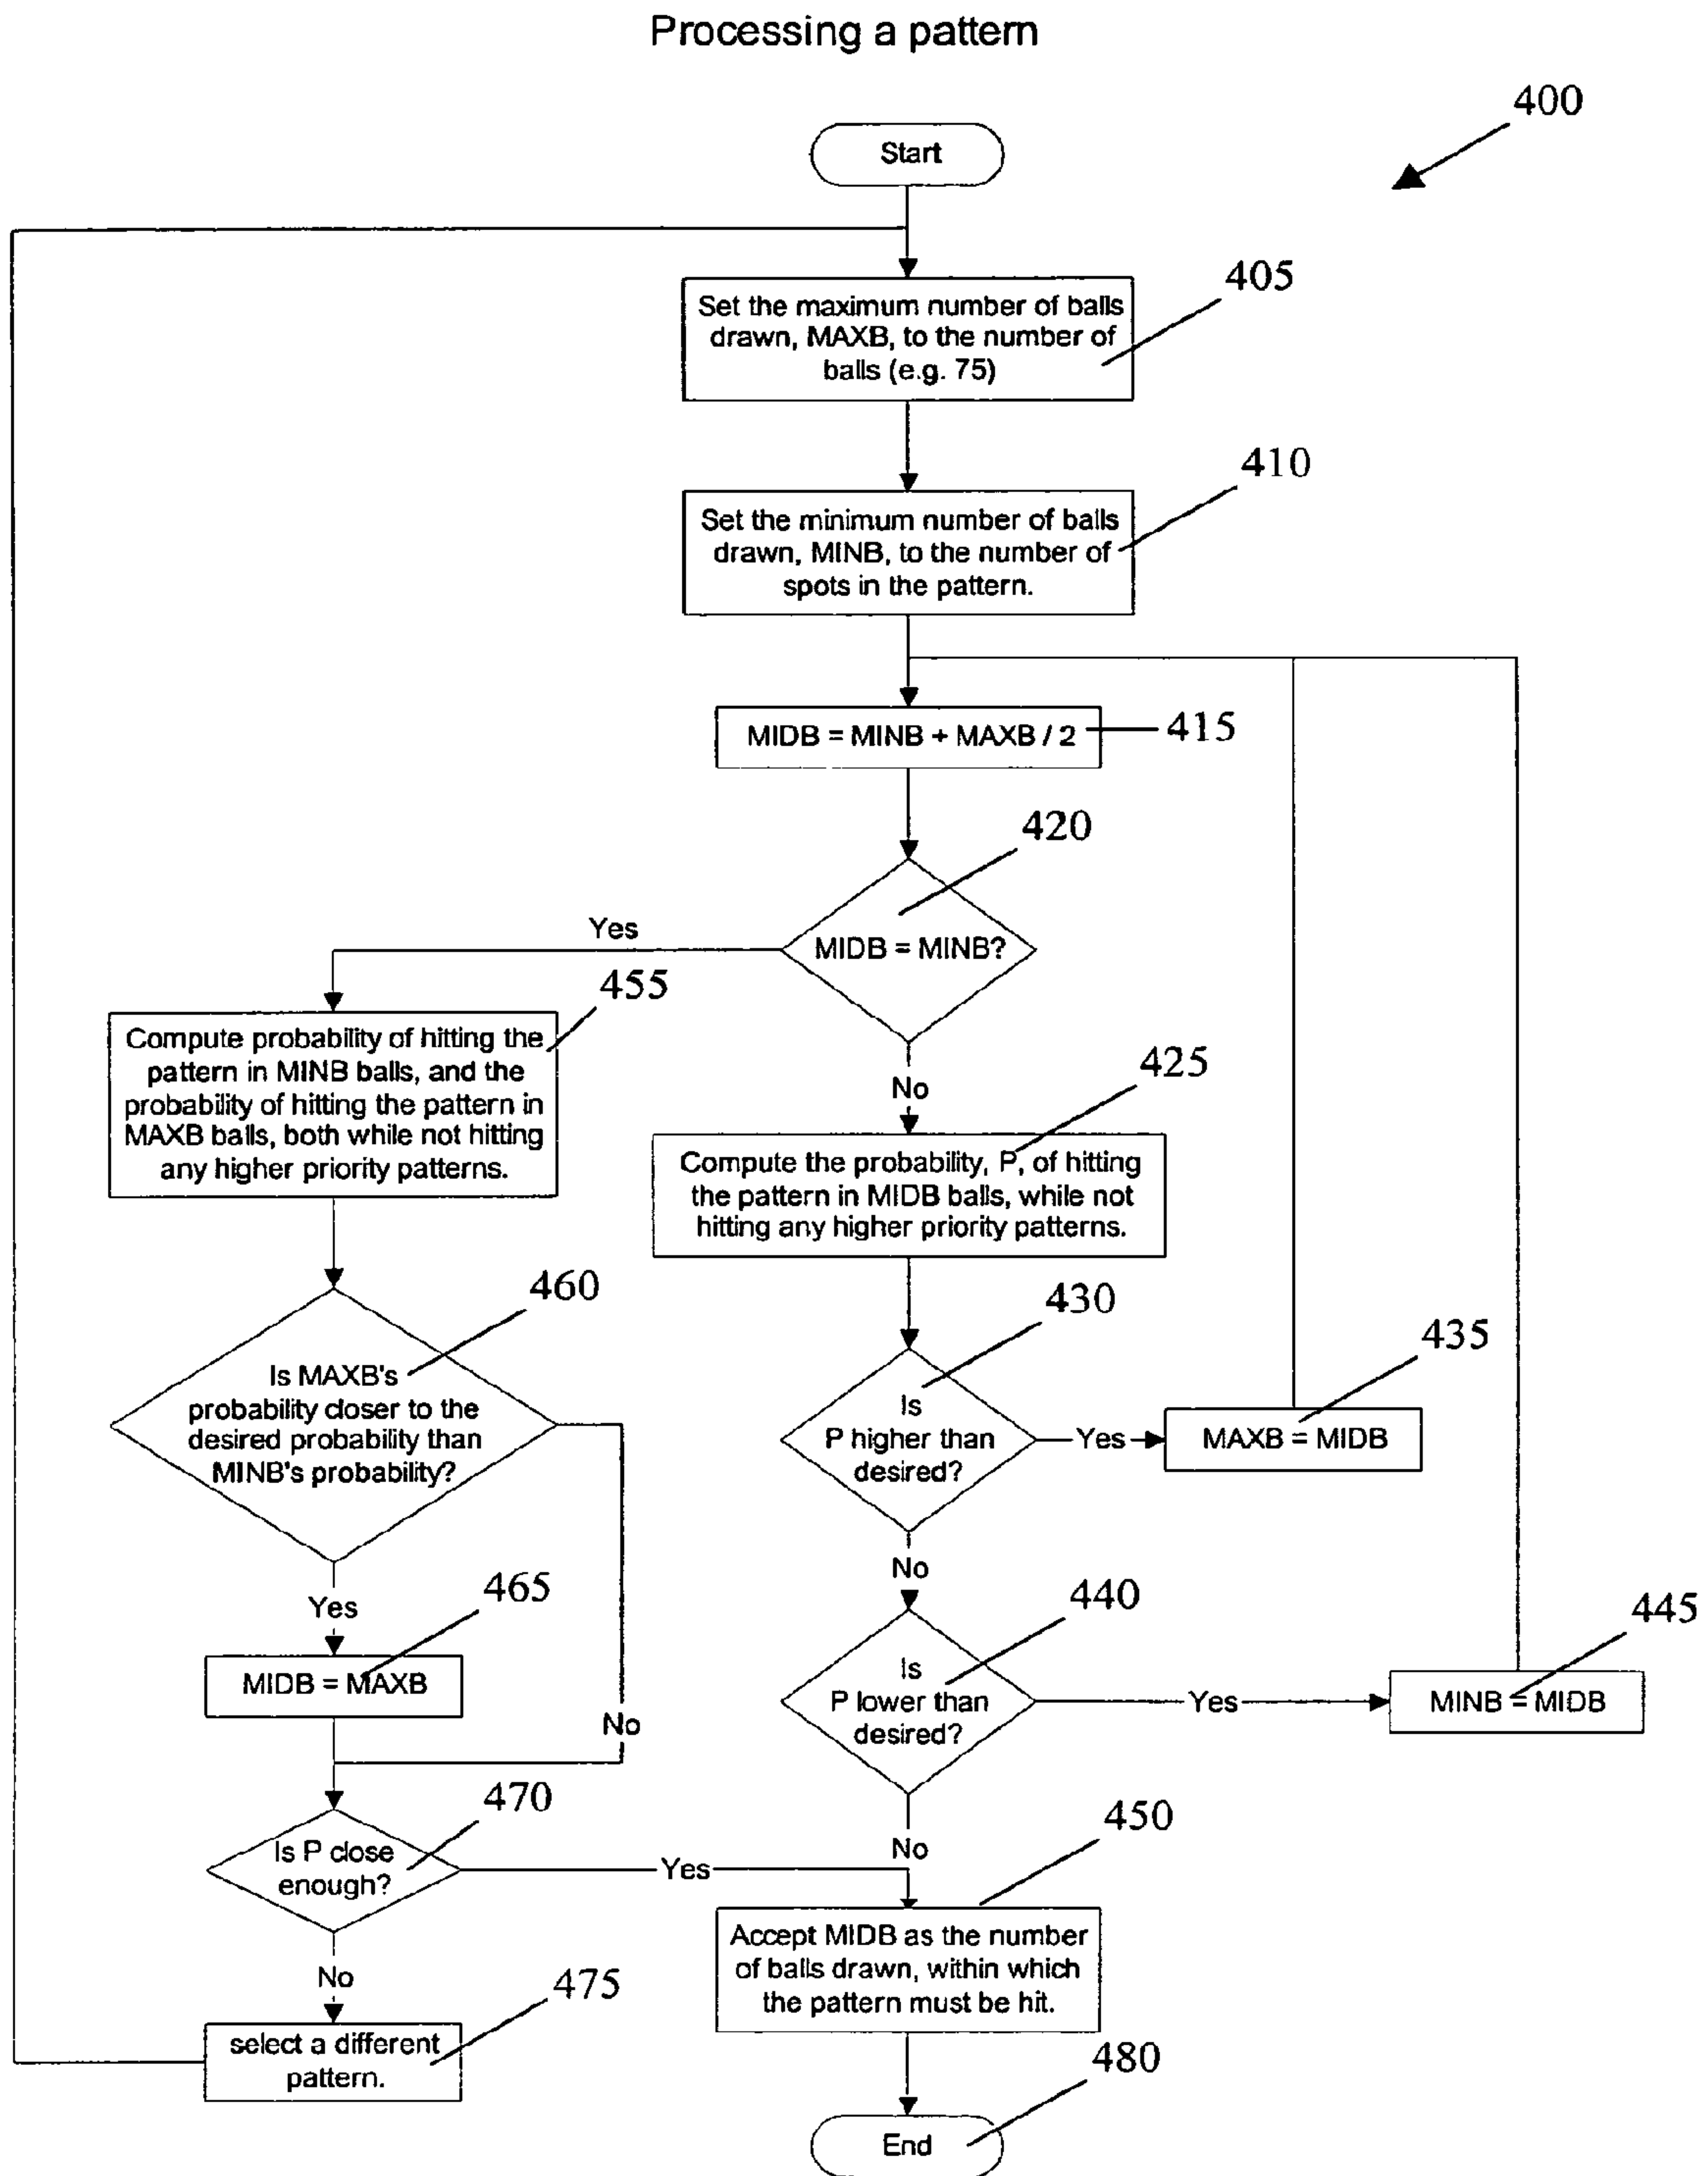 Processing a pattern
400
Start
405
Set the maximum number of balls
drawn, MAXB, to the number of
balls (e.g. 75)
410
Set the minimum number of balls
drawn, MINB, to the number of
spots in the pattern.
MIDB = MINB + MAXB / 2
415
420
MIDB = MINB?
Yes
No
455
Compute probability of hitting the
pattern in MINB balls, and the
probability of hitting the pattern in
MAXB balls, both while not hitting
any higher priority patterns.
425
Compute the probability, P, of hitting
the pattern in MIDB balls, while not
hitting any higher priority patterns.
460
Is MAXB's
probability closer to the
desired probability than
MINB's probability?
430
Is
P higher than
desired?
Yes
435
MAXB = MIDB
No
Yes
465
MIDB = MAXB
No
440
Is
P lower than
desired?
Yes
445
MINB = MIDB
No
470
Is P close
enough?
Yes
450
Accept MIDB as the number
of balls drawn, within which
the pattern must be hit.
No
475
select a different
pattern.
480
End